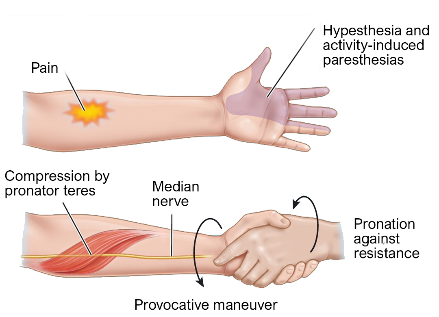 Hypesthesia and
activity-induced
paresthesias
Pain
Compression by
pronator teres
Median
nerve
Pronation
against
resistance
Provocative maneuver